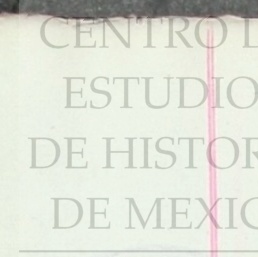 CENTRO D
ESTUDIO
DE HISTOR
DE MEXIC